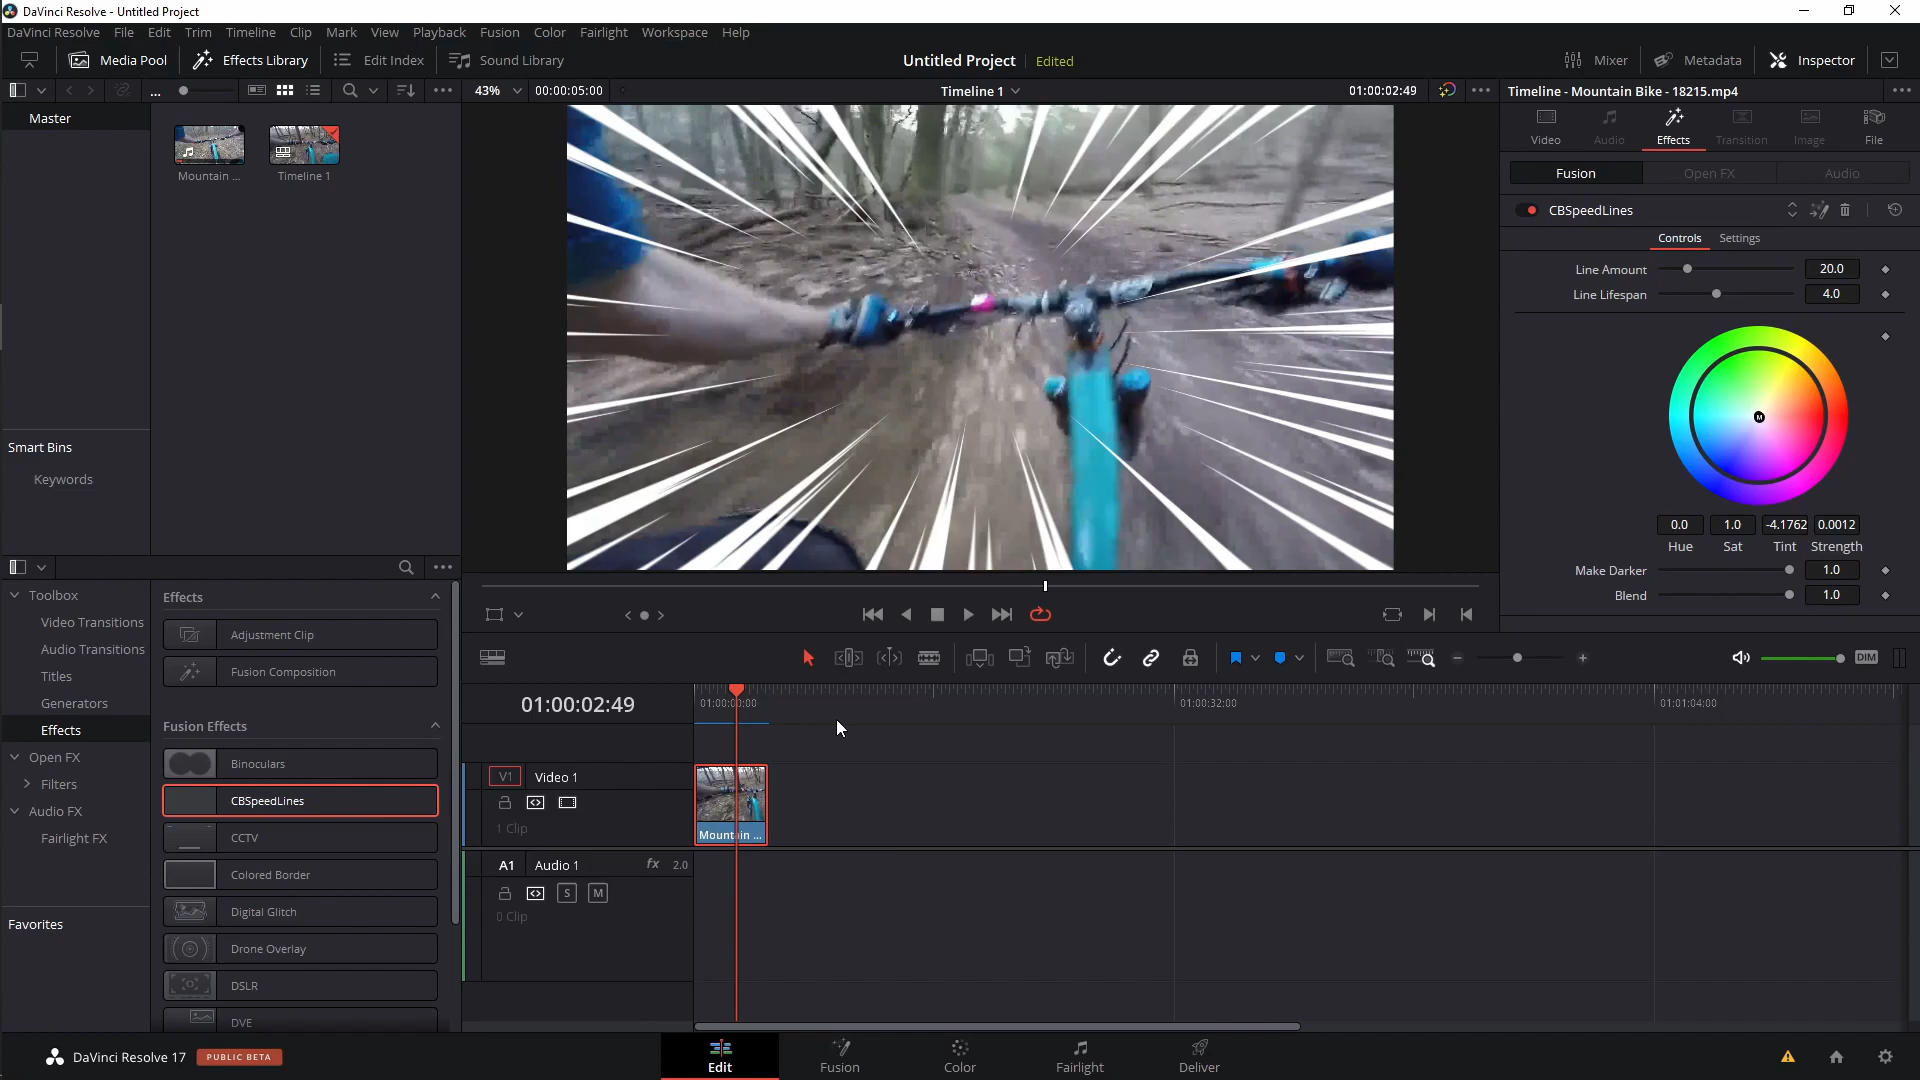 DaVinci Resolve - Untitled Project
DaVinci Resolve File Edit Trim Timeline Clip Mark View Playback Fusion Color Fairlight Workspace Help
Media Pool Effects Library Edit Index Sound Library Untitled Project Edited Mixer Metadata Inspector
... 43% 00:00:05:00 Timeline 1 01:00:02:49 Timeline - Mountain Bike - 18215.mp4
Master
Mountain ... Timeline 1
Video Audio Effects Transition Image File
Fusion Open FX Audio
CBSpeedLines
Controls Settings
Line Amount 20.0
Line Lifespan 4.0
M
0.0 1.0 -4.1762 0.0012
Hue Sat Tint Strength
Make Darker 1.0
Blend 1.0
Smart Bins
Keywords
Toolbox
Video Transitions
Audio Transitions
Titles
Generators
Effects
Open FX
Filters
Audio FX
Fairlight FX
Favorites
Effects
Adjustment Clip
Fusion Composition
Fusion Effects
Binoculars
CBSpeedLines
CCTV
Colored Border
Digital Glitch
Drone Overlay
DSLR
DVE
DIM
01:00:02:49 01:00:00:00 01:00:32:00 01:01:04:00
V1 Video 1
1 Clip
Mountain ...
A1 Audio 1 fx 2.0
S M
0 Clip
DaVinci Resolve 17 PUBLIC BETA
Edit Fusion Color Fairlight Deliver